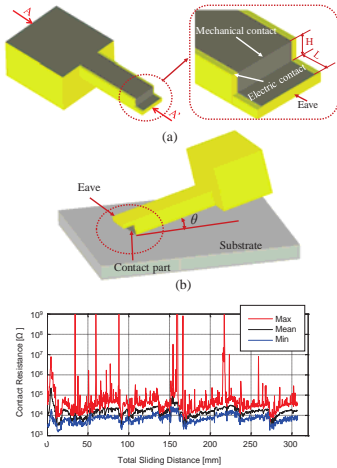 A
A'
Mechanical contact
H
L
Electric contact
Eave
(a)
Eave
θ
Substrate
Contact part
(b)
Contact Resistance [Ω ]
10⁹
10⁸
10⁷
10⁶
10⁵
10⁴
10³
Max
Mean
Min
0 50 100 150 200 250 300
Total Sliding Distance [mm]